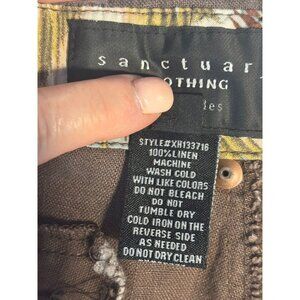 sanctuar
OTHING
les
STYLE#XH133716
100%LINEN
MACHINE
WASH COLD
WITH LIKE COLORS
DO NOT BLEACH
DO NOT
TUMBLE DRY
COLD IRON ON THE
REVERSE SIDE
AS NEEDED
DO NOT DRY CLEAN